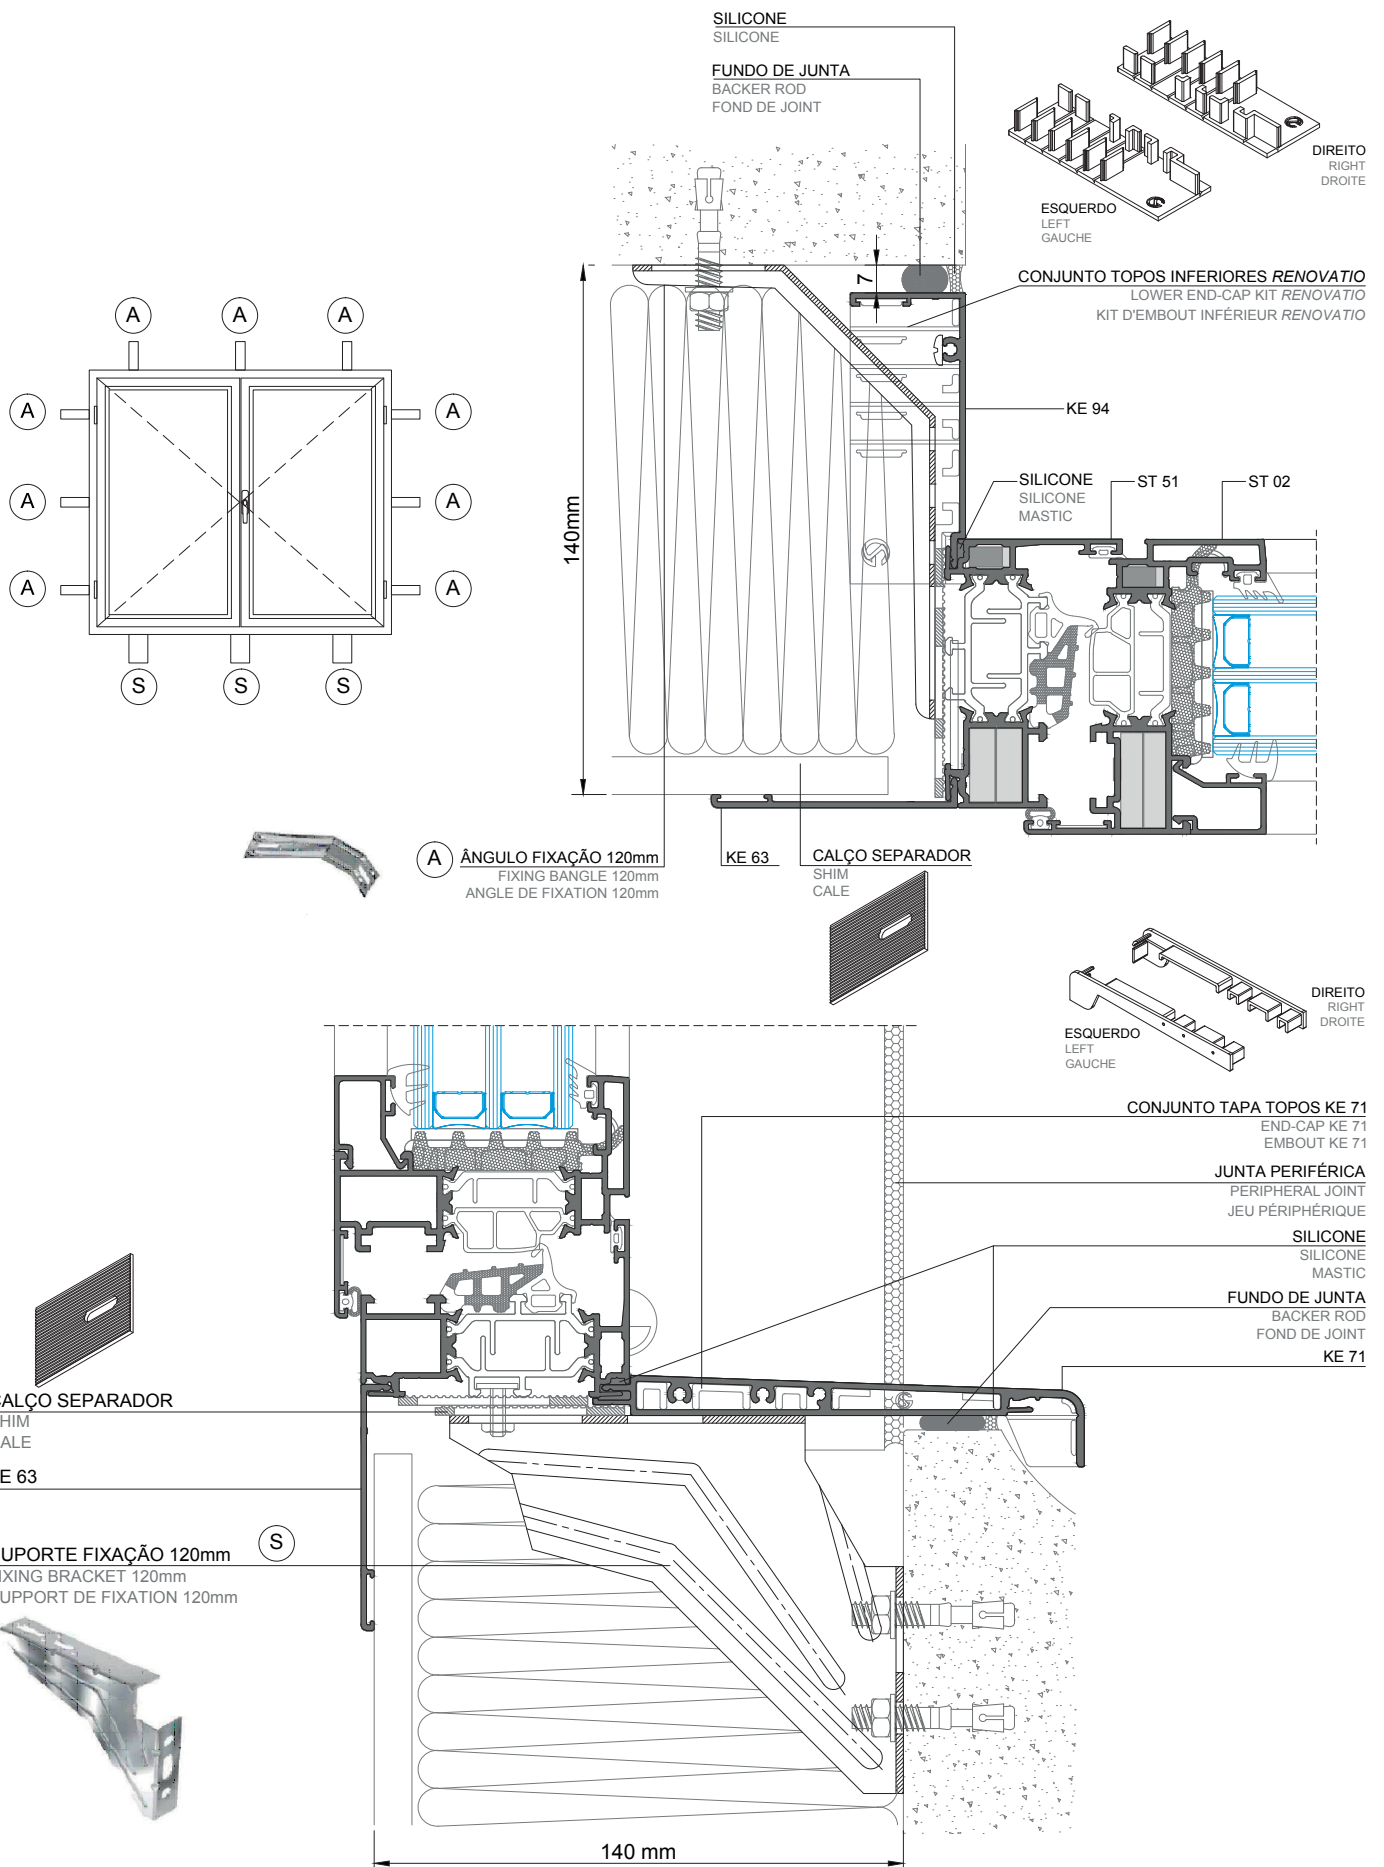 SILICONE
SILICONE
FUNDO DE JUNTA
BACKER ROD
FOND DE JOINT
DIREITO
RIGHT
DROITE
ESQUERDO
LEFT
GAUCHE
7
CONJUNTO TOPOS INFERIORES RENOVATIO
LOWER END-CAP KIT RENOVATIO
KIT D'EMBOUT INFÉRIEUR RENOVATIO
A
A
A
A
A
A
A
A
A
S
S
S
KE 94
SILICONE
SILICONE
MASTIC
ST 51
ST 02
140mm
A
ÂNGULO FIXAÇÃO 120mm
FIXING BANGLE 120mm
ANGLE DE FIXATION 120mm
KE 63
CALÇO SEPARADOR
SHIM
CALE
DIREITO
RIGHT
DROITE
ESQUERDO
LEFT
GAUCHE
CONJUNTO TAPA TOPOS KE 71
END-CAP KE 71
EMBOUT KE 71
JUNTA PERIFÉRICA
PERIPHERAL JOINT
JEU PÉRIPHÉRIQUE
SILICONE
SILICONE
MASTIC
FUNDO DE JUNTA
BACKER ROD
FOND DE JOINT
KE 71
CALÇO SEPARADOR
HIM
ALE
E 63
S
UPORTE FIXAÇÃO 120mm
IXING BRACKET 120mm
UPPORT DE FIXATION 120mm
140 mm